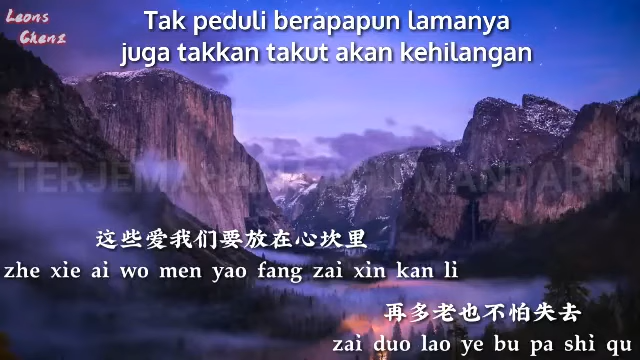 Leons
Chenz
Tak peduli berapapun lamanya
juga takkan takut akan kehilangan
TERJEMAHAN LAGU MANDARIN
这些爱我们要放在心坎里
zhe xie ai wo men yao fang zai xin kan li
再多老也不怕失去
zai duo lao ye bu pa shi qu